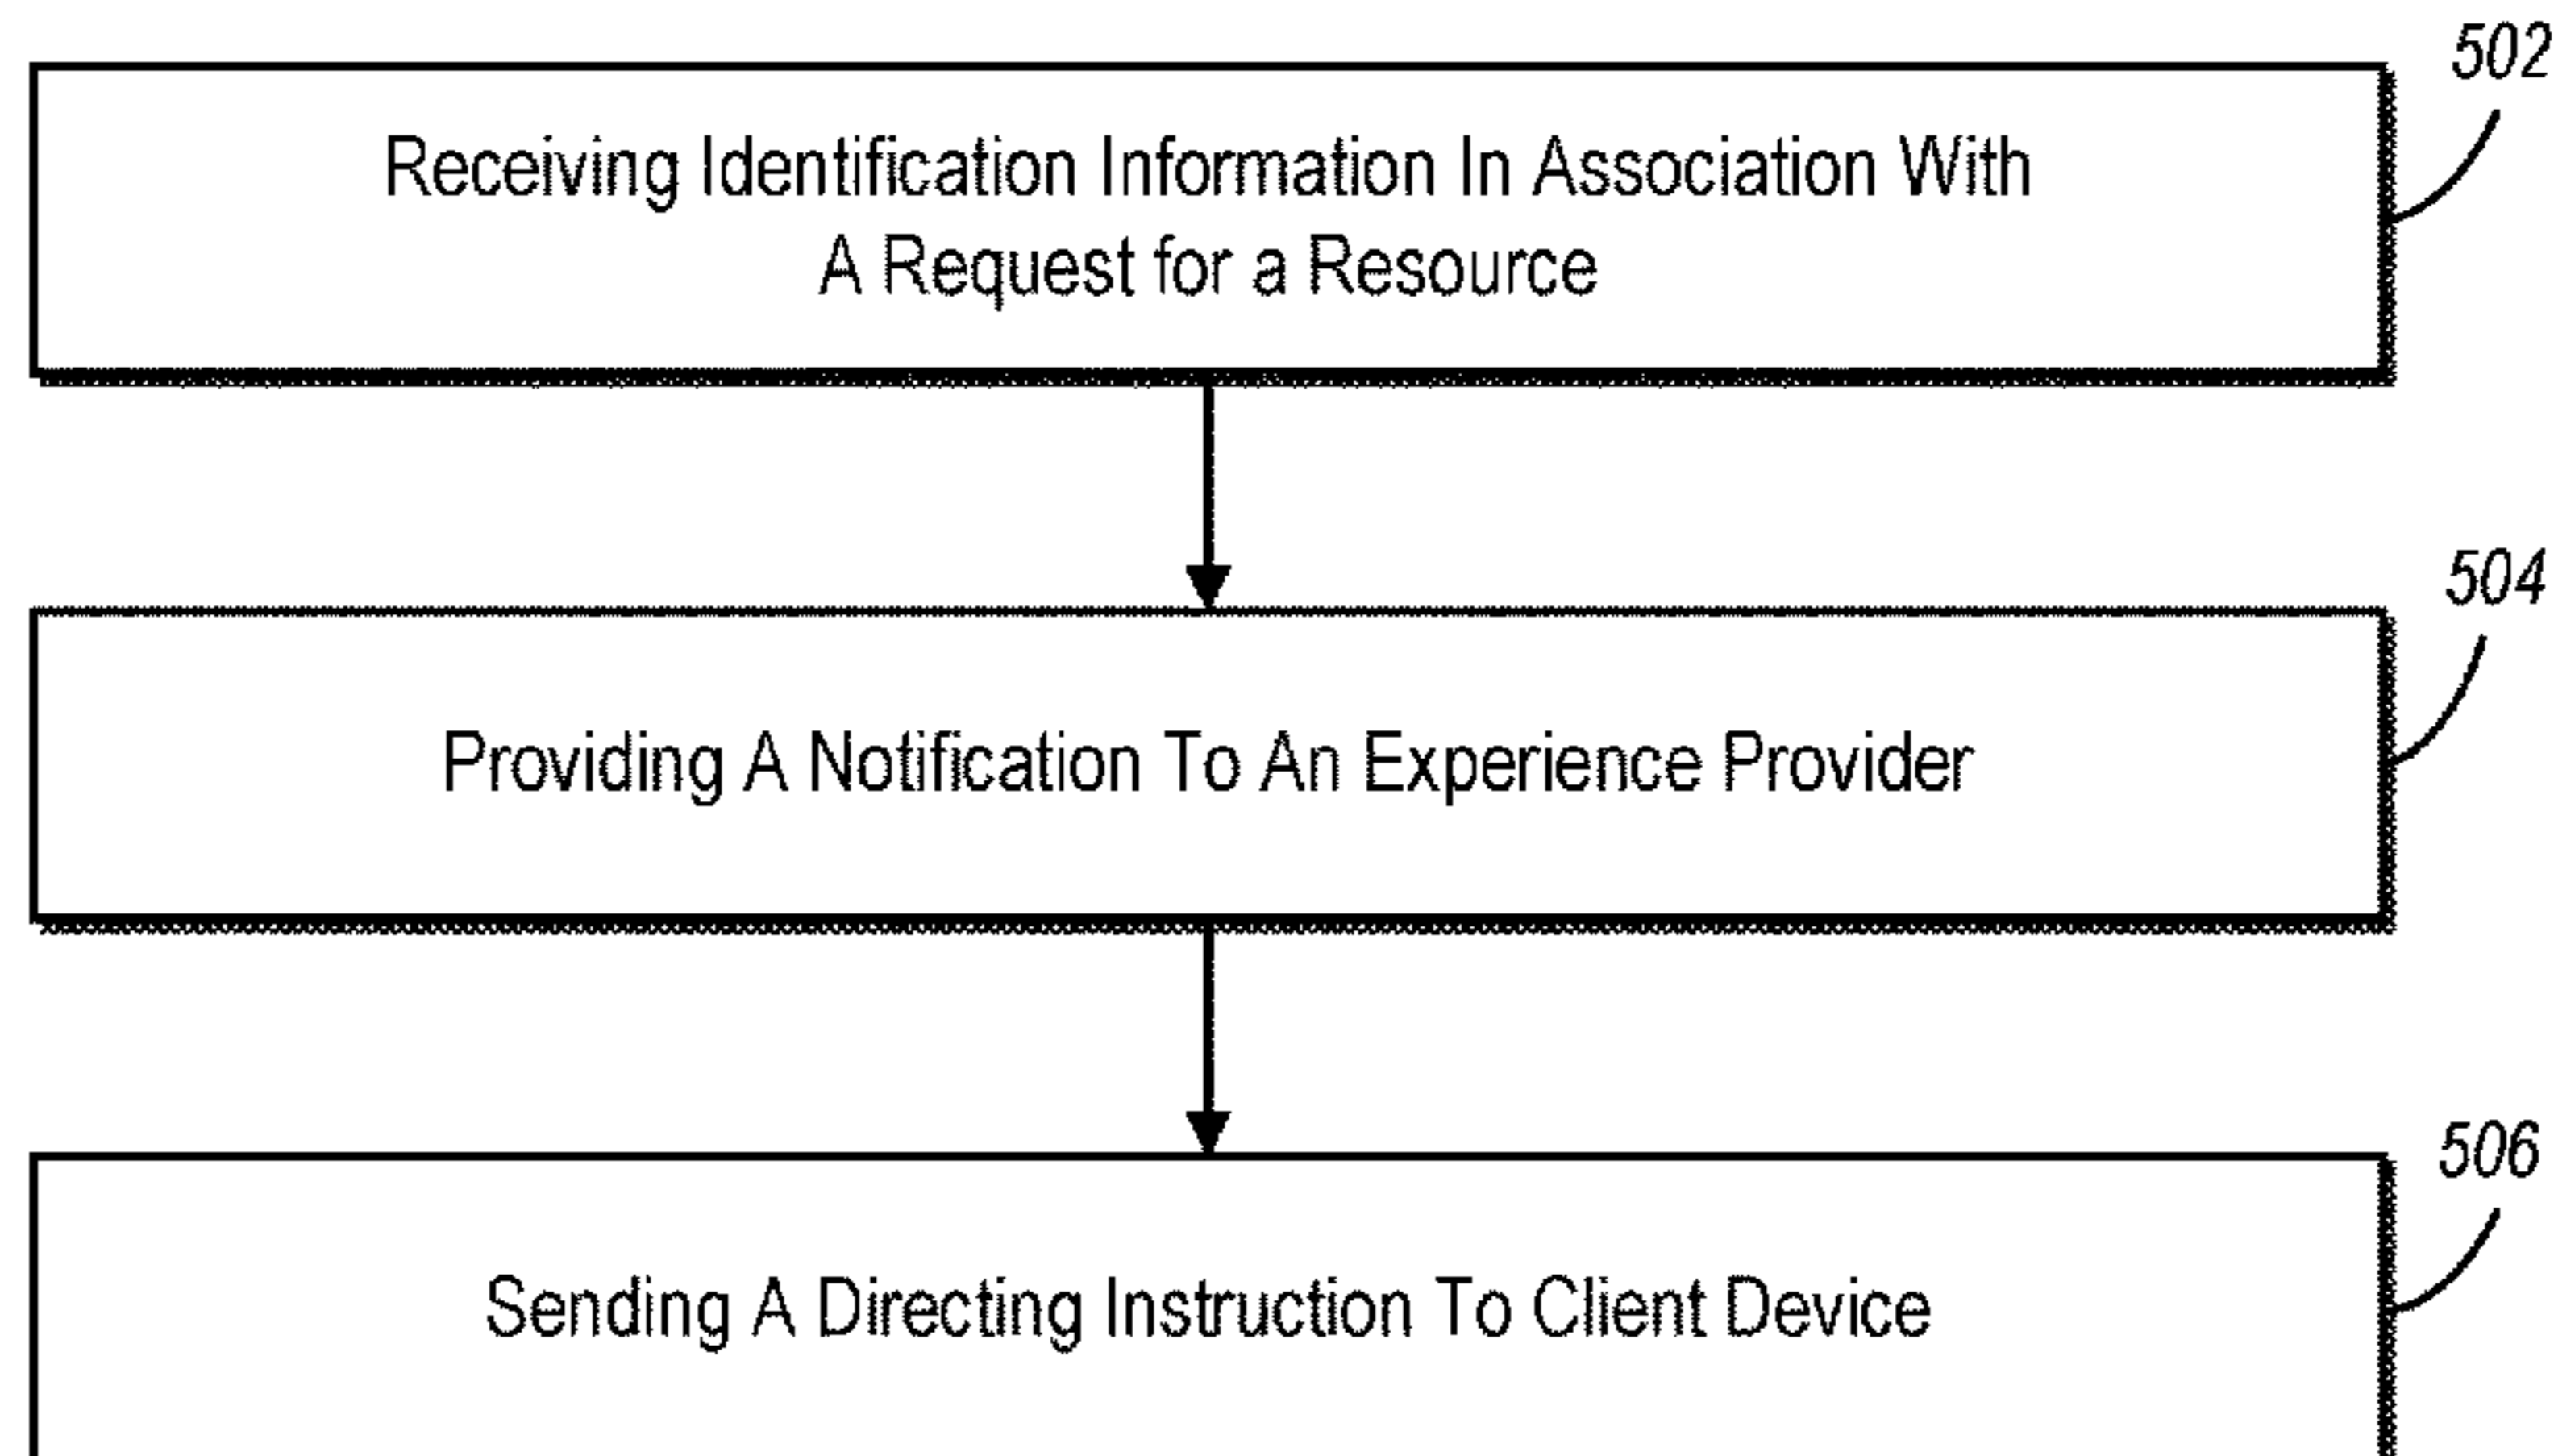 502
Receiving Identification Information In Association With
A Request for a Resource
504
Providing A Notification To An Experience Provider
506
Sending A Directing Instruction To Client Device